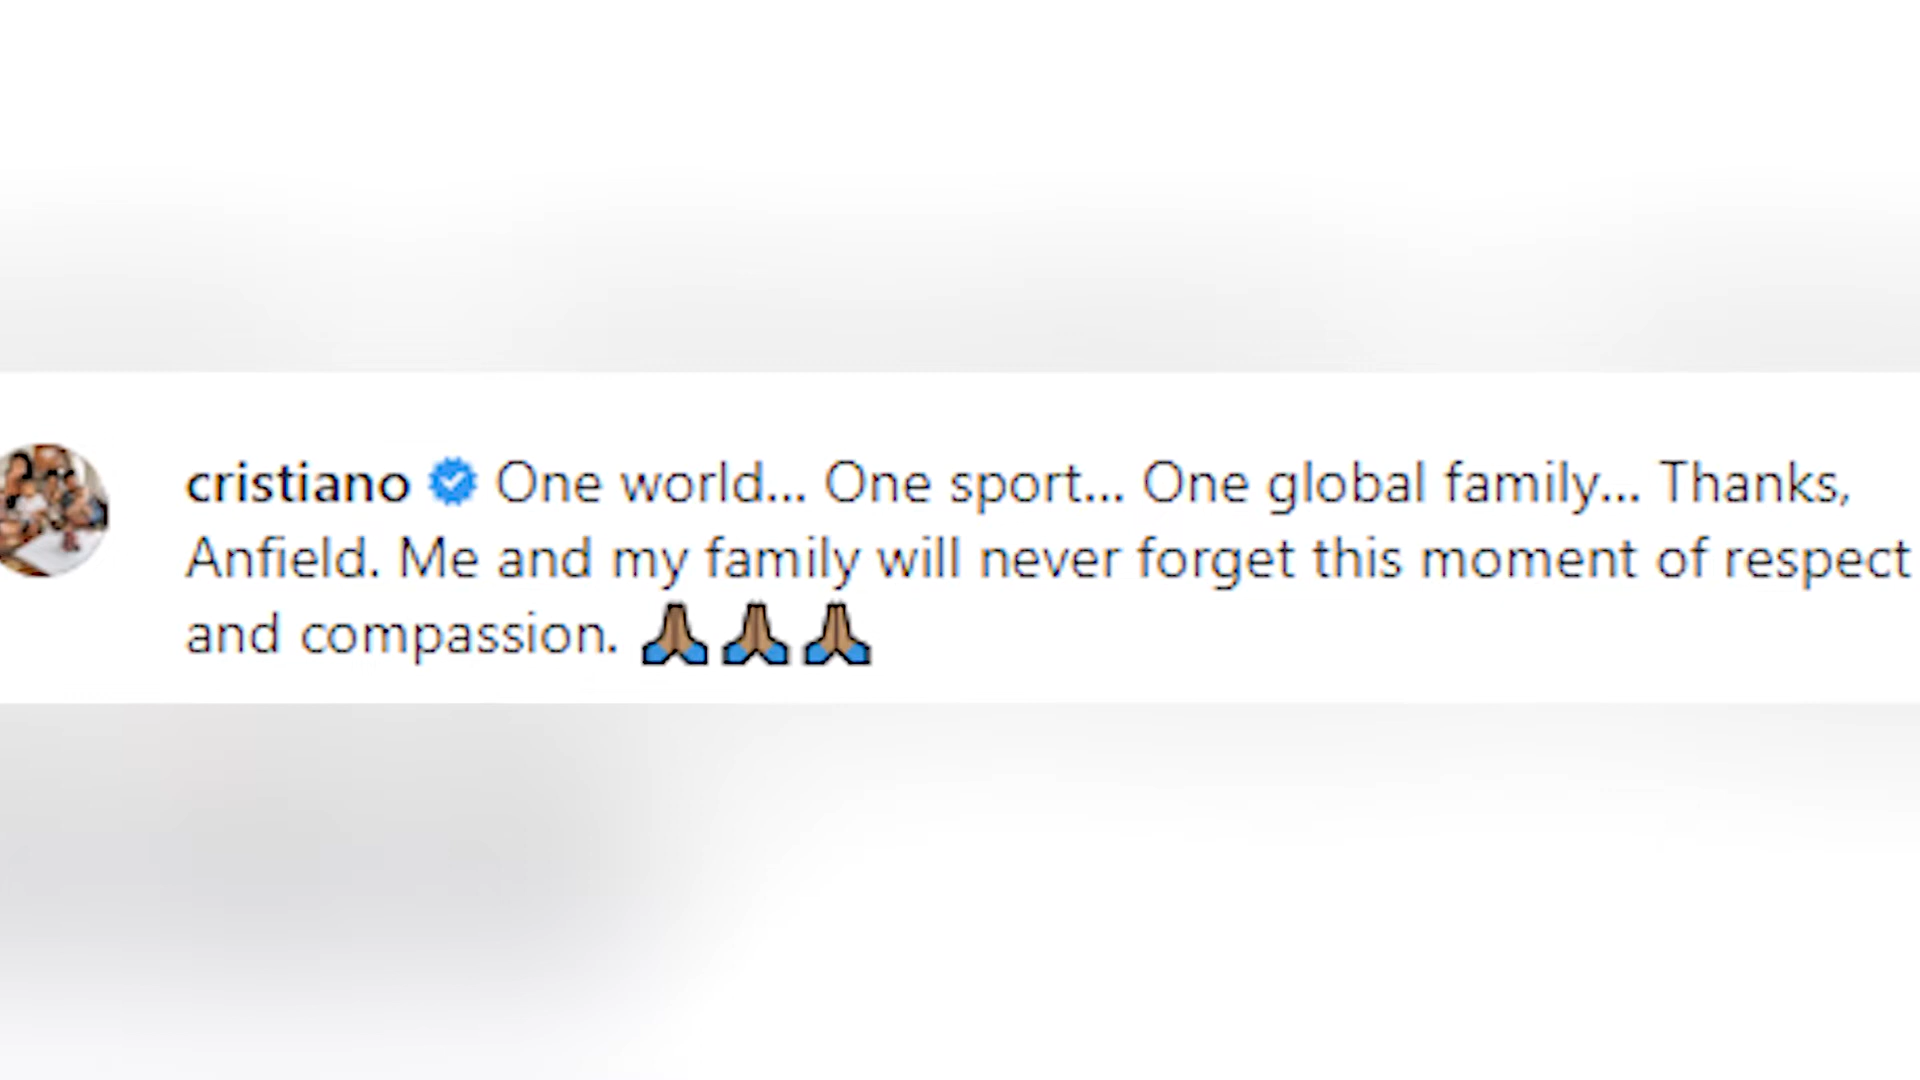 cristiano One world... One sport... One global family... Thanks,
Anfield. Me and my family will never forget this moment of respect
and compassion. 🙏🏾🙏🏾🙏🏾